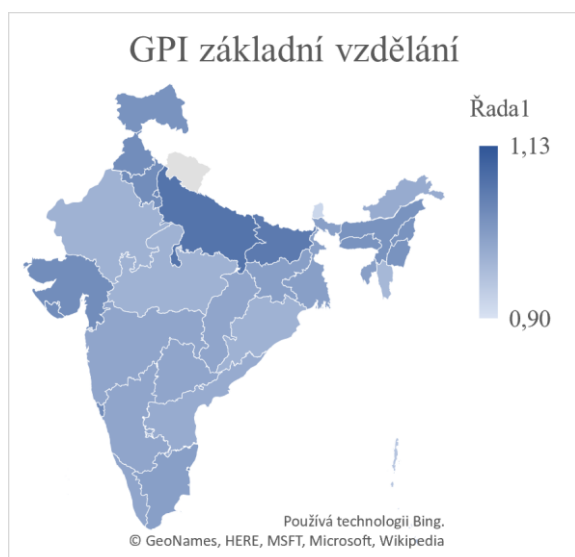 GPI základní vzdělání
Řada1
1,13
0,90
Používá technologii Bing.
© GeoNames, HERE, MSFT, Microsoft, Wikipedia